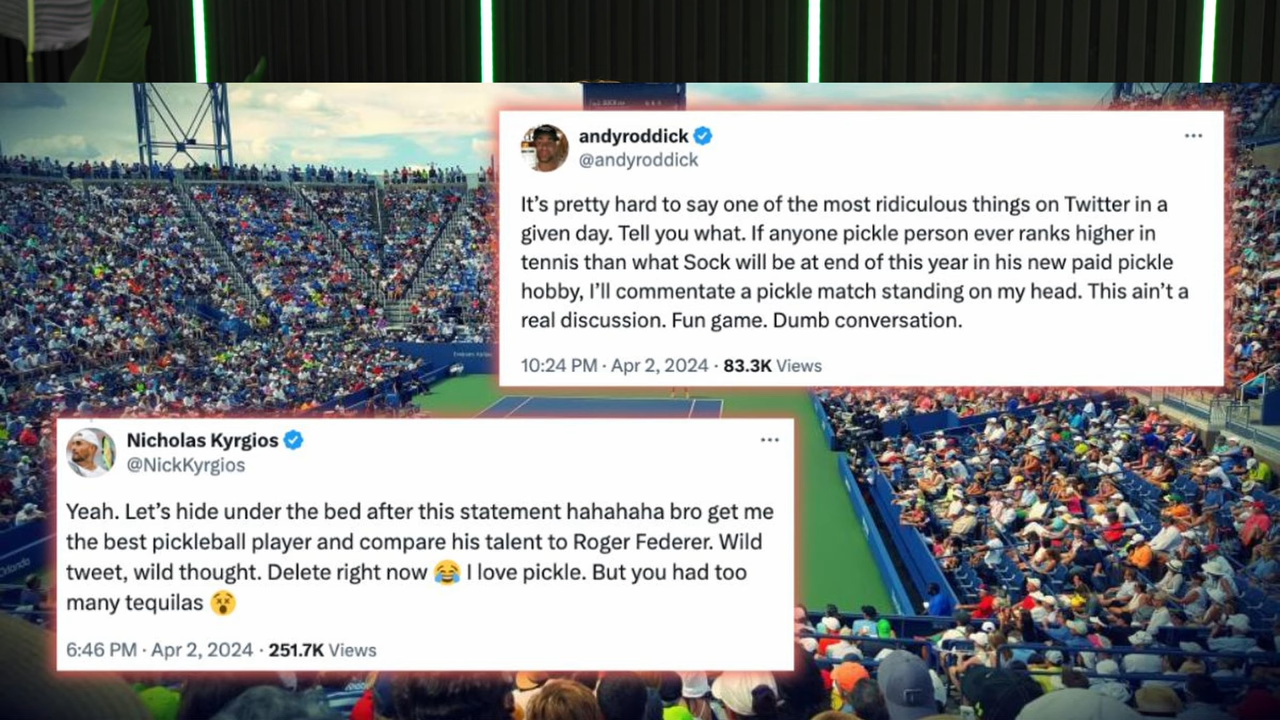 andyroddick
@andyroddick
It’s pretty hard to say one of the most ridiculous things on Twitter in a
given day. Tell you what. If anyone pickle person ever ranks higher in
tennis than what Sock will be at end of this year in his new paid pickle
hobby, I’ll commentate a pickle match standing on my head. This ain’t a
real discussion. Fun game. Dumb conversation.
10:24 PM · Apr 2, 2024 · 83.3K Views
Nicholas Kyrgios
@NickKyrgios
Yeah. Let’s hide under the bed after this statement hahahaha bro get me
the best pickleball player and compare his talent to Roger Federer. Wild
tweet, wild thought. Delete right now 😂 I love pickle. But you had too
many tequilas 😵
6:46 PM · Apr 2, 2024 · 251.7K Views